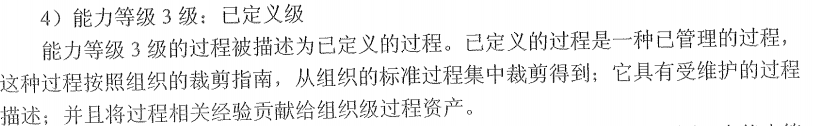 4）能力等级 3 级：已定义级
能力等级 3 级的过程被描述为已定义的过程。已定义的过程是一种已管理的过程，
这种过程按照组织的裁剪指南，从组织的标准过程集中裁剪得到；它具有受维护的过程
描述；并且将过程相关经验贡献给组织级过程资产。